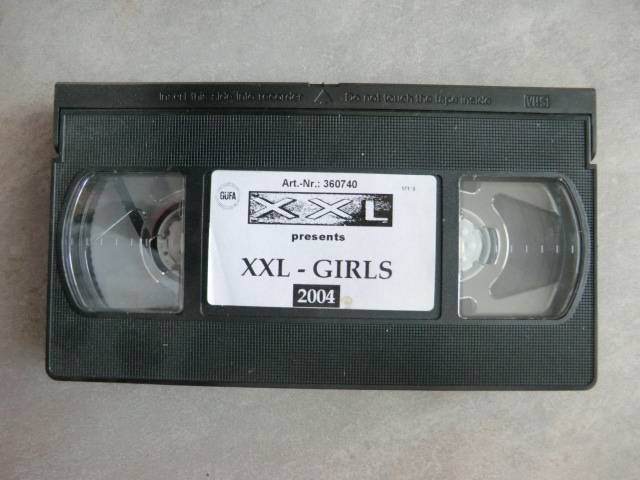 Insert this side into recorder Do not touch the tape inside VHS
Art.-Nr.: 360740
GÜFA
XXL
presents
XXL - GIRLS
2004